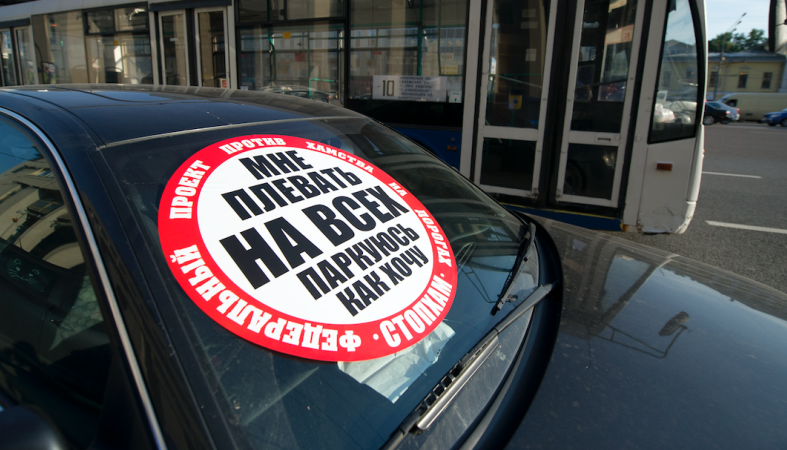 ПРОЕКТ ПРОТИВ ХАМСТВА НА ДОРОГАХ
МНЕ
ПЛЕВАТЬ
НА ВСЕХ
ПАРКУЮСЬ
КАК ХОЧУ
ФЕДЕРАЛЬНЫЙ · СТОПХАМ ·
10